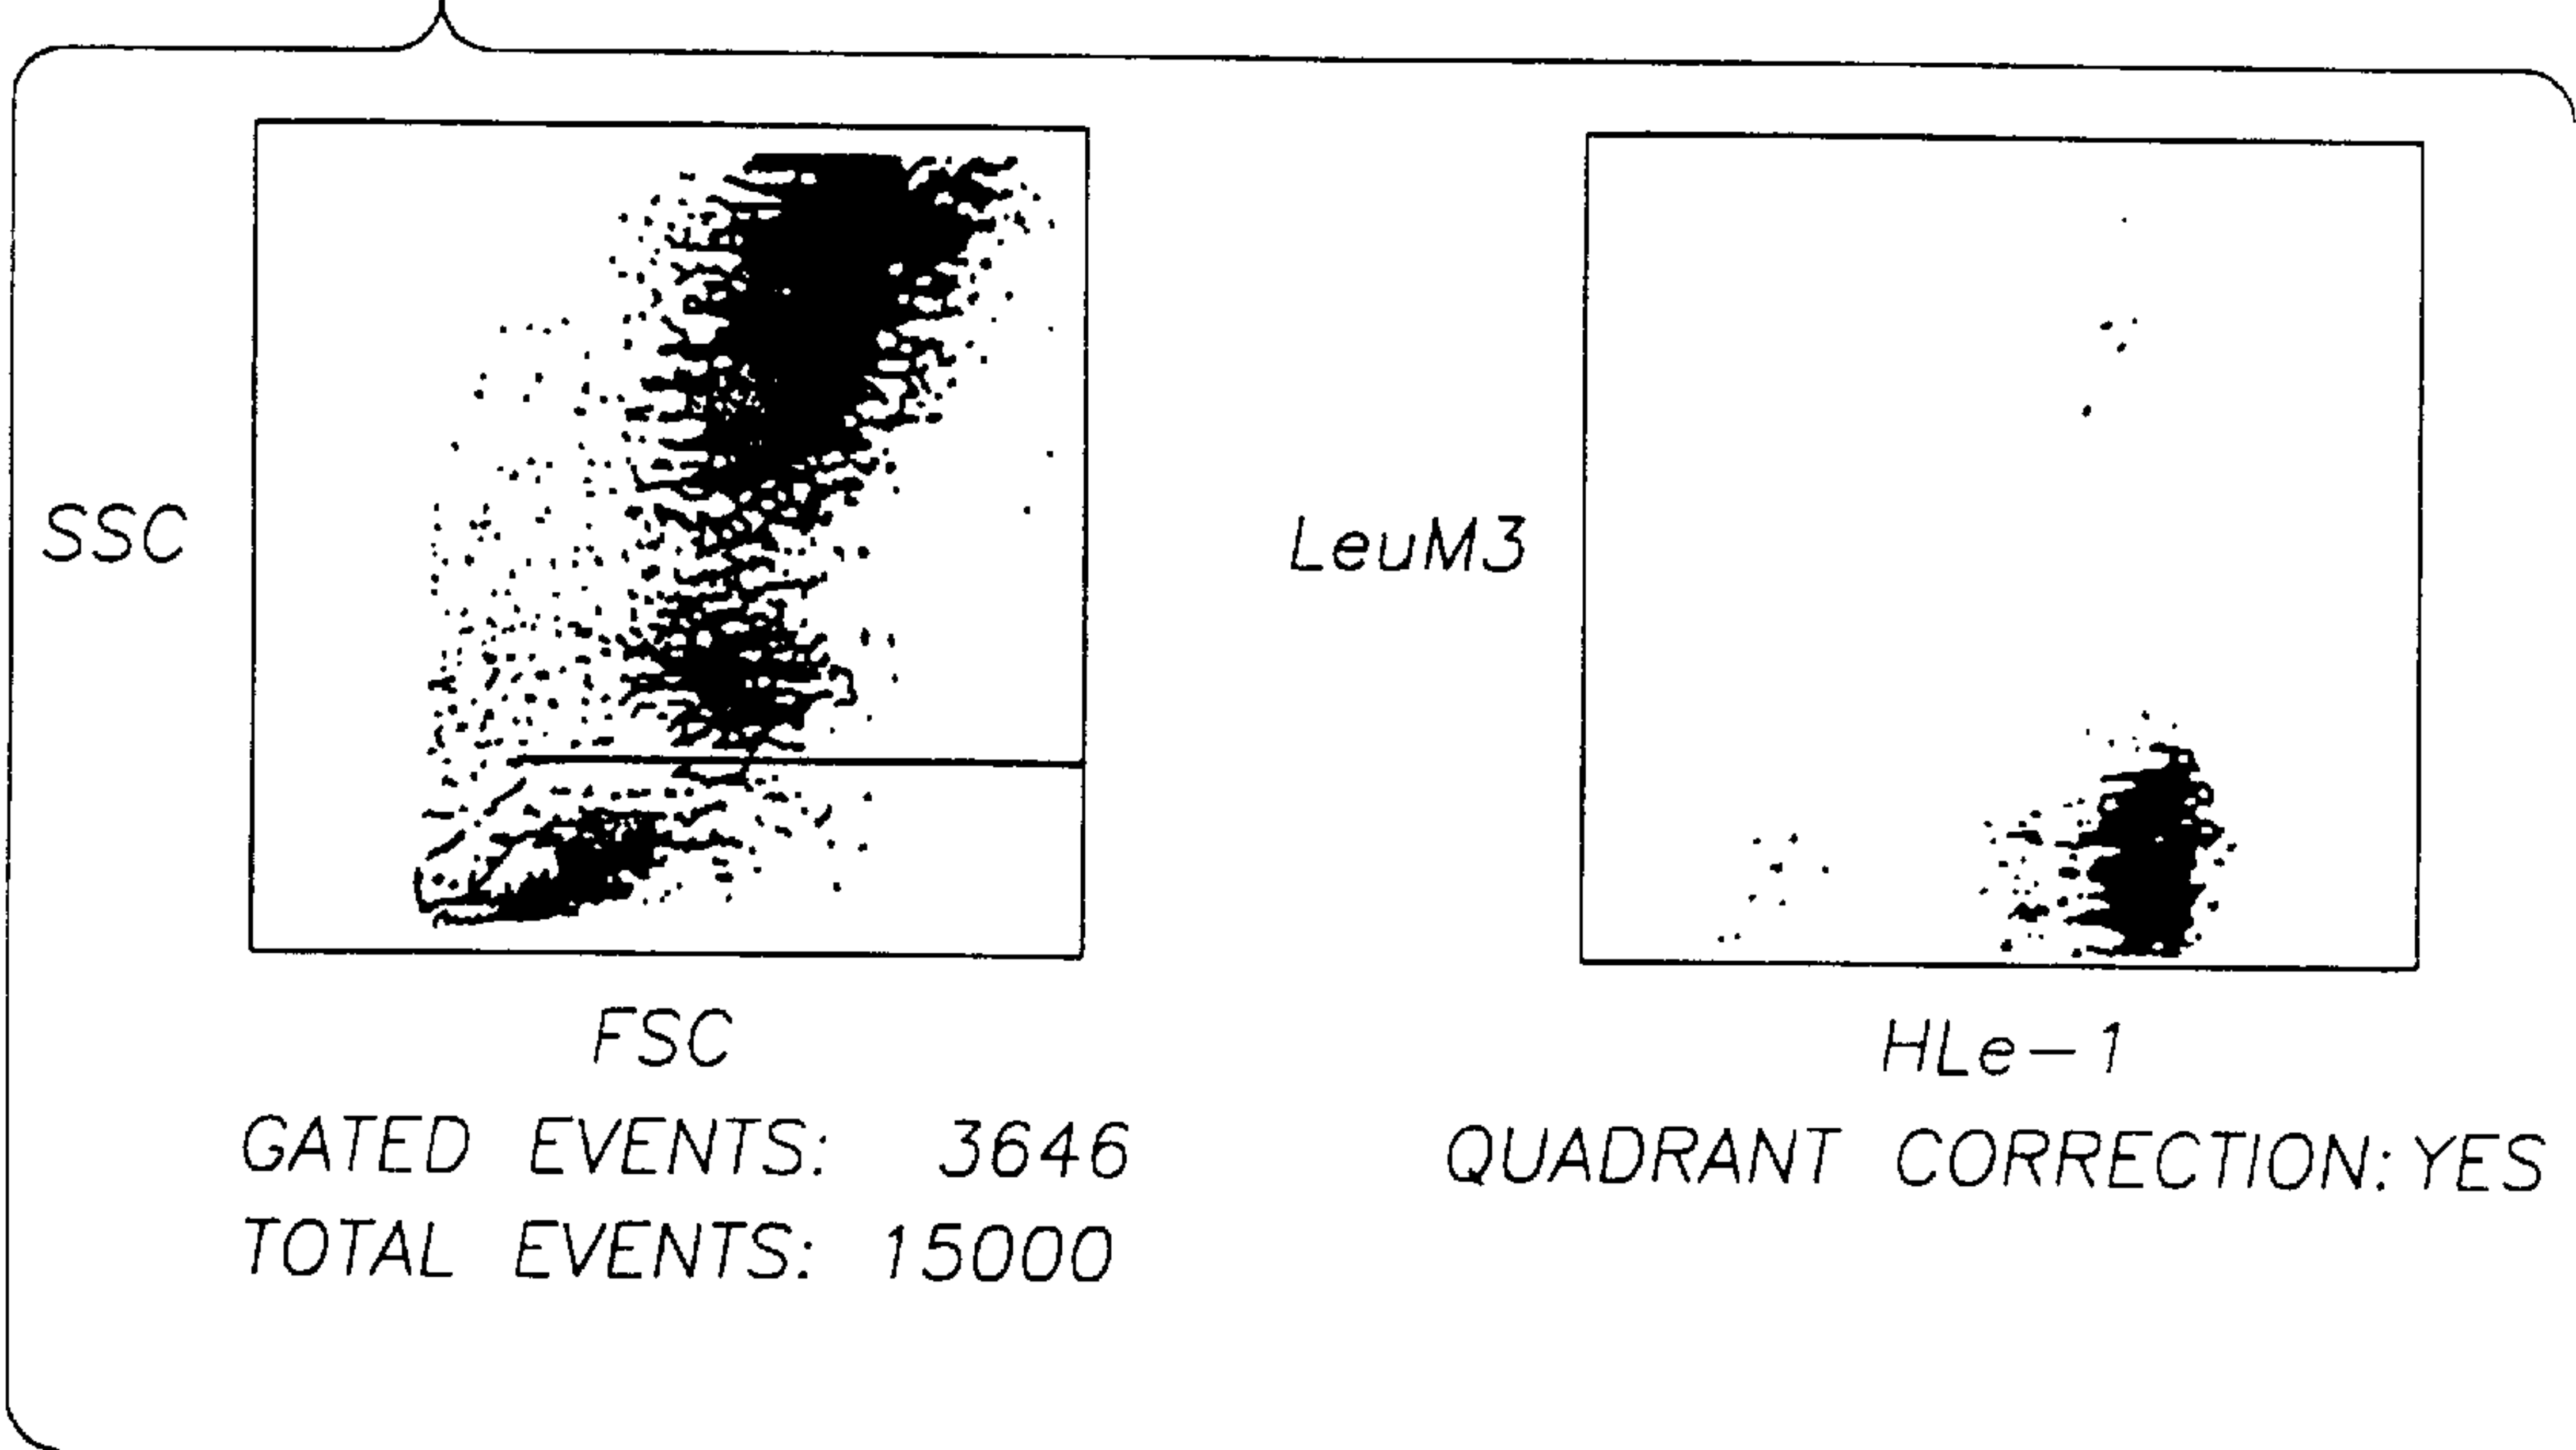 SSC
FSC
GATED EVENTS: 3646
TOTAL EVENTS: 15000
LeuM3
HLe-1
QUADRANT CORRECTION: YES